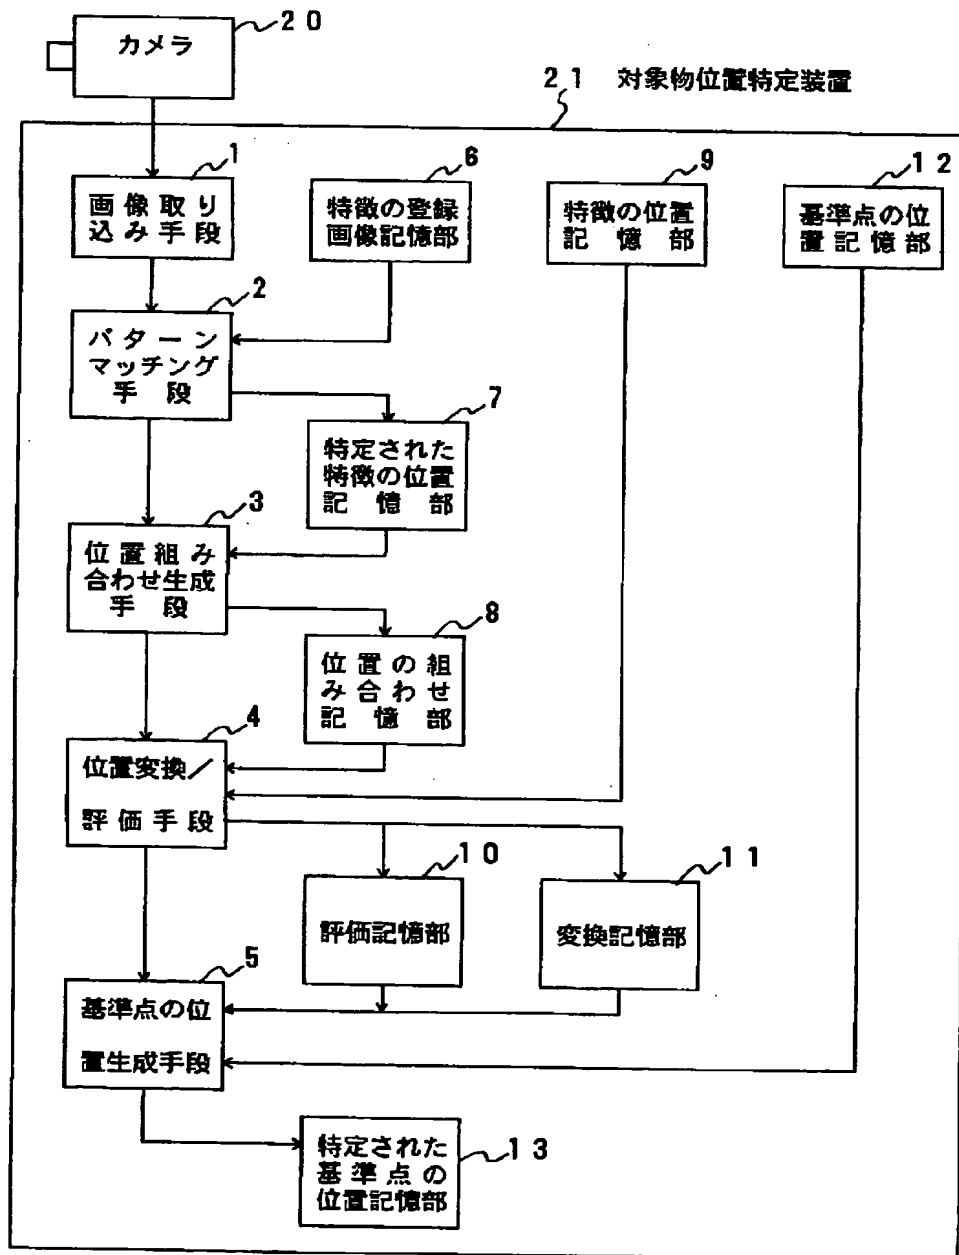 20
カメラ
21 対象物位置特定装置
1
画像取り
込み手段
6
特徴の登録
画像記憶部
9
特徴の位置
記憶部
12
基準点の位
置記憶部
2
パターン
マッチング
手段
7
特定された
特徴の位置
記憶部
3
位置組み
合わせ生成
手段
8
位置の組
み合わせ
記憶部
4
位置変換/
評価手段
10
評価記憶部
11
変換記憶部
5
基準点の位
置生成手段
13
特定された
基準点の
位置記憶部